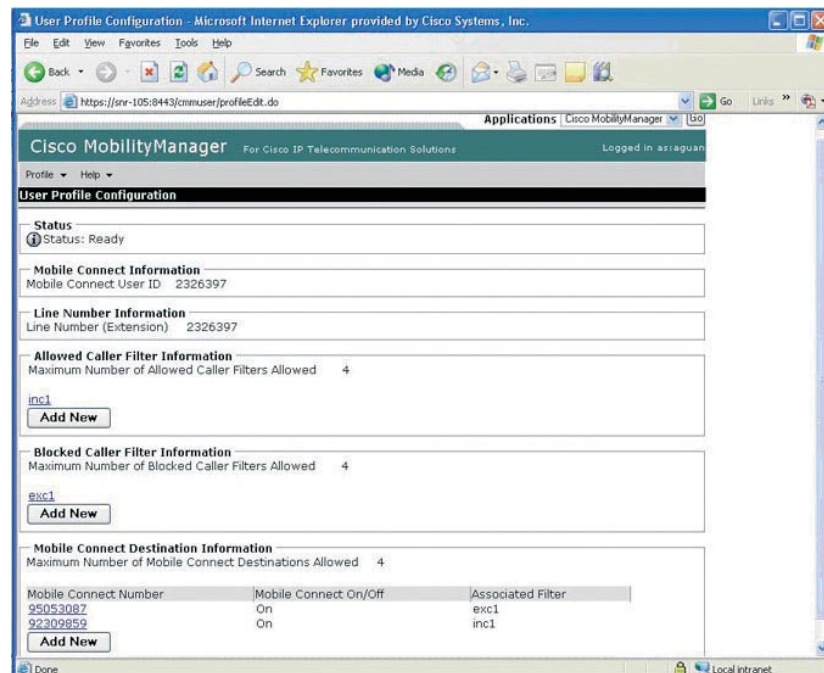 User Profile Configuration - Microsoft Internet Explorer provided by Cisco Systems, Inc.
File Edit View Favorites Tools Help
Back Search Favorites Media
Address https://snr-105:8443/cmmuser/profileEdit.do Go Links »
Applications Cisco MobilityManager Go
Cisco MobilityManager For Cisco IP Telecommunication Solutions Logged in as:aguan
Profile Help
User Profile Configuration
Status
Status: Ready
Mobile Connect Information
Mobile Connect User ID 2326397
Line Number Information
Line Number (Extension) 2326397
Allowed Caller Filter Information
Maximum Number of Allowed Caller Filters Allowed 4
inc1
Add New
Blocked Caller Filter Information
Maximum Number of Blocked Caller Filters Allowed 4
exc1
Add New
Mobile Connect Destination Information
Maximum Number of Mobile Connect Destinations Allowed 4
Mobile Connect Number Mobile Connect On/Off Associated Filter
95053087 On exc1
92309859 On inc1
Add New
Done Local intranet